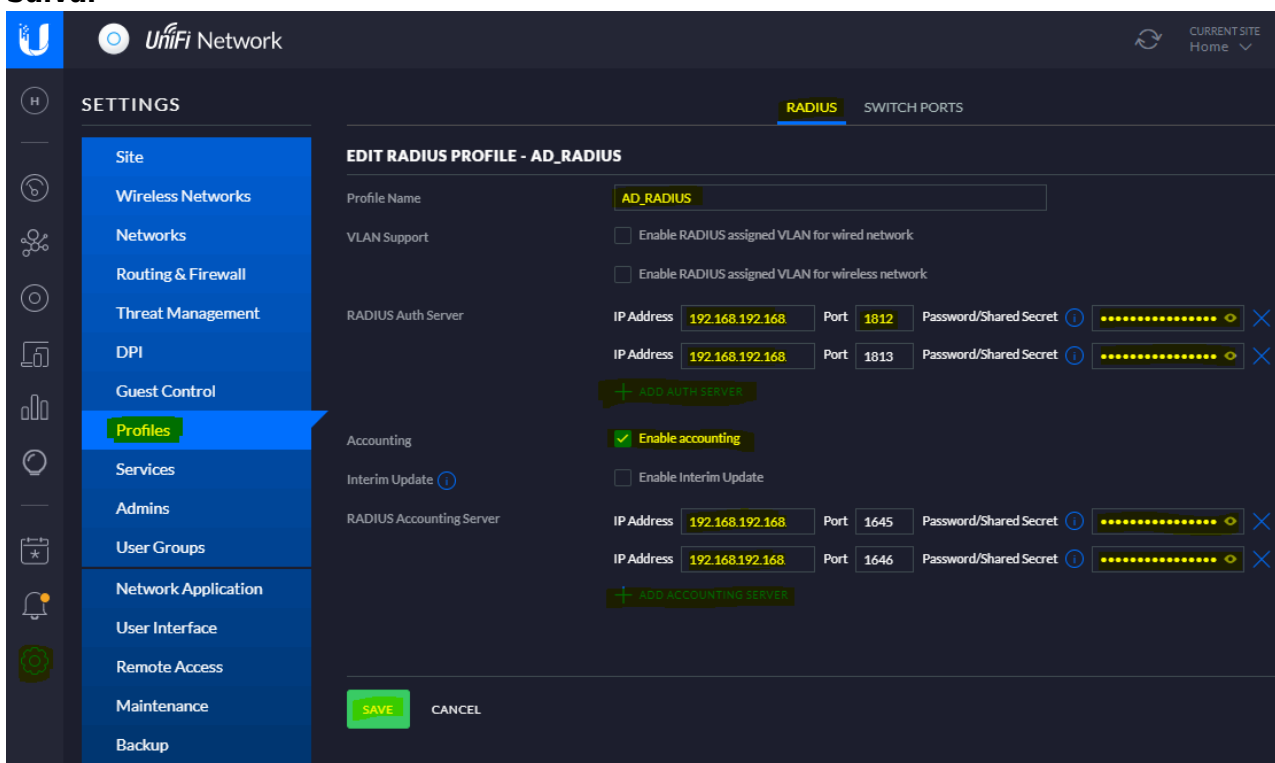 UniFi Network
CURRENT SITE
Home
H
SETTINGS
RADIUS SWITCH PORTS
Site
Wireless Networks
Networks
Routing & Firewall
Threat Management
DPI
Guest Control
Profiles
Services
Admins
User Groups
Network Application
User Interface
Remote Access
Maintenance
Backup
EDIT RADIUS PROFILE - AD_RADIUS
Profile Name AD_RADIUS
VLAN Support Enable RADIUS assigned VLAN for wired network
Enable RADIUS assigned VLAN for wireless network
RADIUS Auth Server IP Address 192.168.192.168. Port 1812 Password/Shared Secret
IP Address 192.168.192.168. Port 1813 Password/Shared Secret
+ ADD AUTH SERVER
Accounting Enable accounting
Interim Update Enable Interim Update
RADIUS Accounting Server IP Address 192.168.192.168. Port 1645 Password/Shared Secret
IP Address 192.168.192.168. Port 1646 Password/Shared Secret
+ ADD ACCOUNTING SERVER
SAVE CANCEL